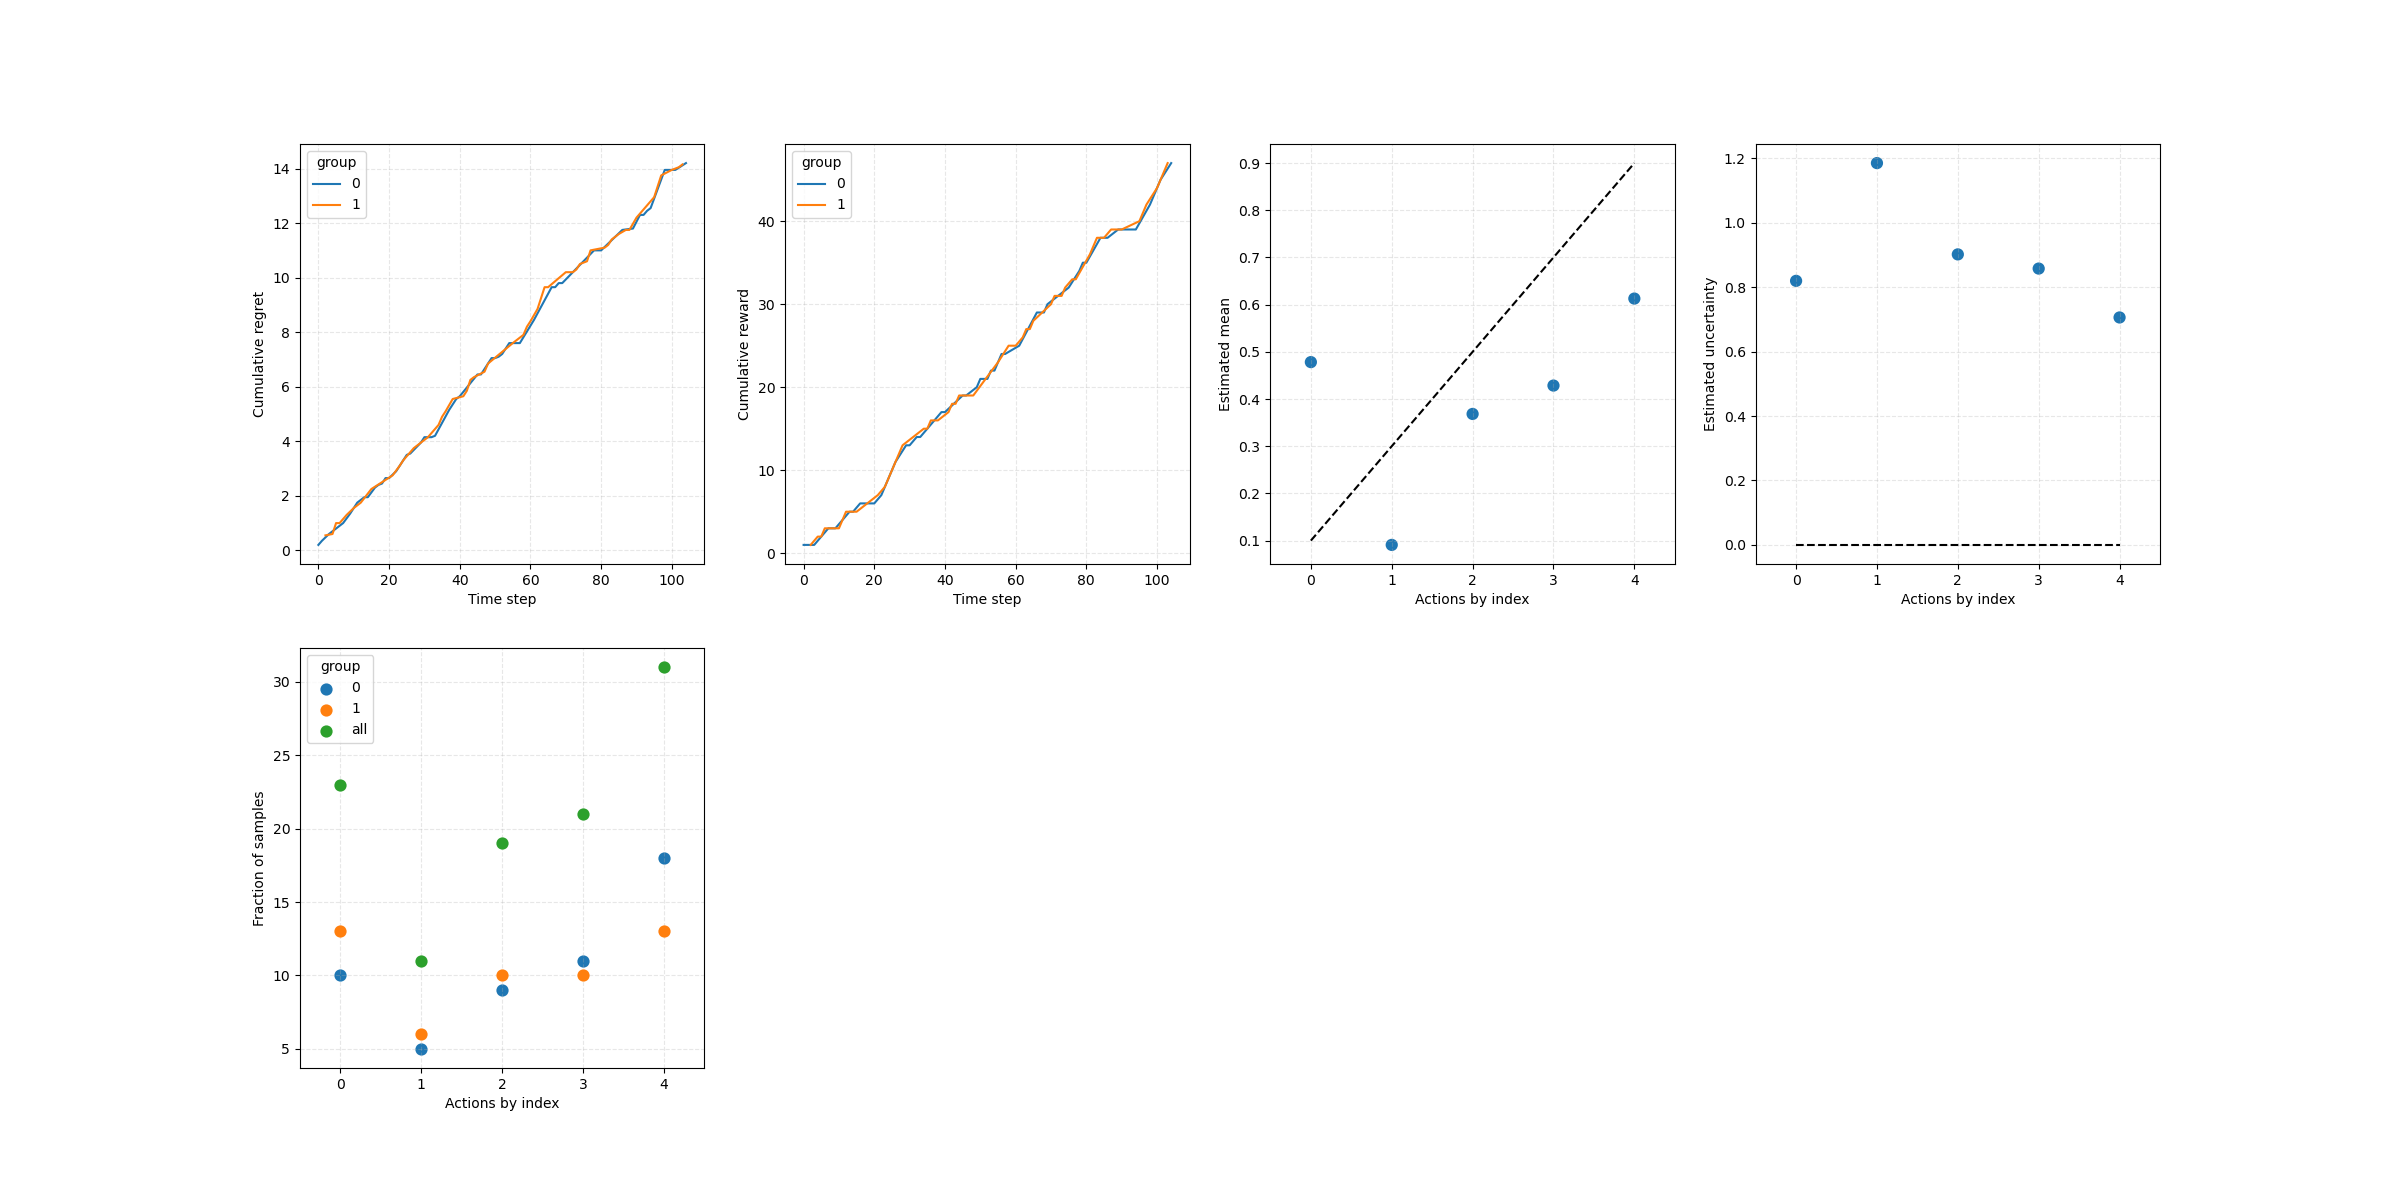 group
0
1
Cumulative regret
14
12
10
8
6
4
2
0
0 20 40 60 80 100
Time step
group
0
1
Cumulative reward
40
30
20
10
0
0 20 40 60 80 100
Time step
Estimated mean
0.9
0.8
0.7
0.6
0.5
0.4
0.3
0.2
0.1
0 1 2 3 4
Actions by index
Estimated uncertainty
1.2
1.0
0.8
0.6
0.4
0.2
0.0
0 1 2 3 4
Actions by index
group
0
1
all
Fraction of samples
30
25
20
15
10
5
0 1 2 3 4
Actions by index